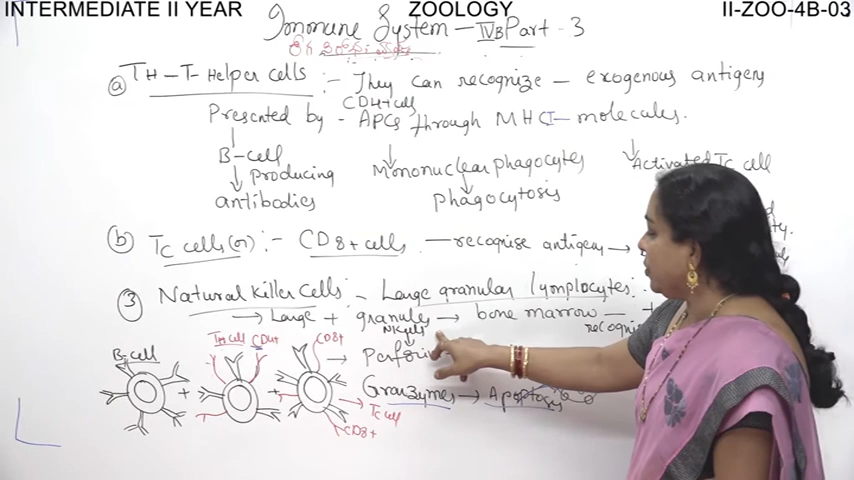 INTERMEDIATE II YEAR ZOOLOGY II-ZOO-4B-03
Immune System - IVB Part - 3
(a) TH - T- Helper cells :- They can recognize - exogenous antigens
CD4+ cell
Presented by - APCs through MHC I- molecules.
B-cell Mononuclear phagocytes Activated Tc cell
producing
antibodies phagocytosis
(b) Tc cells (or) :- CD8+ cells - recognise antigens →
(3) Natural Killer Cells - Large granular lymphocytes.
→ Large + granules → bone marrow -
NK cells
B-cell TH cell CD4+ CD8+ →
Granzymes → Apoptosis
Tc cell
CD8+